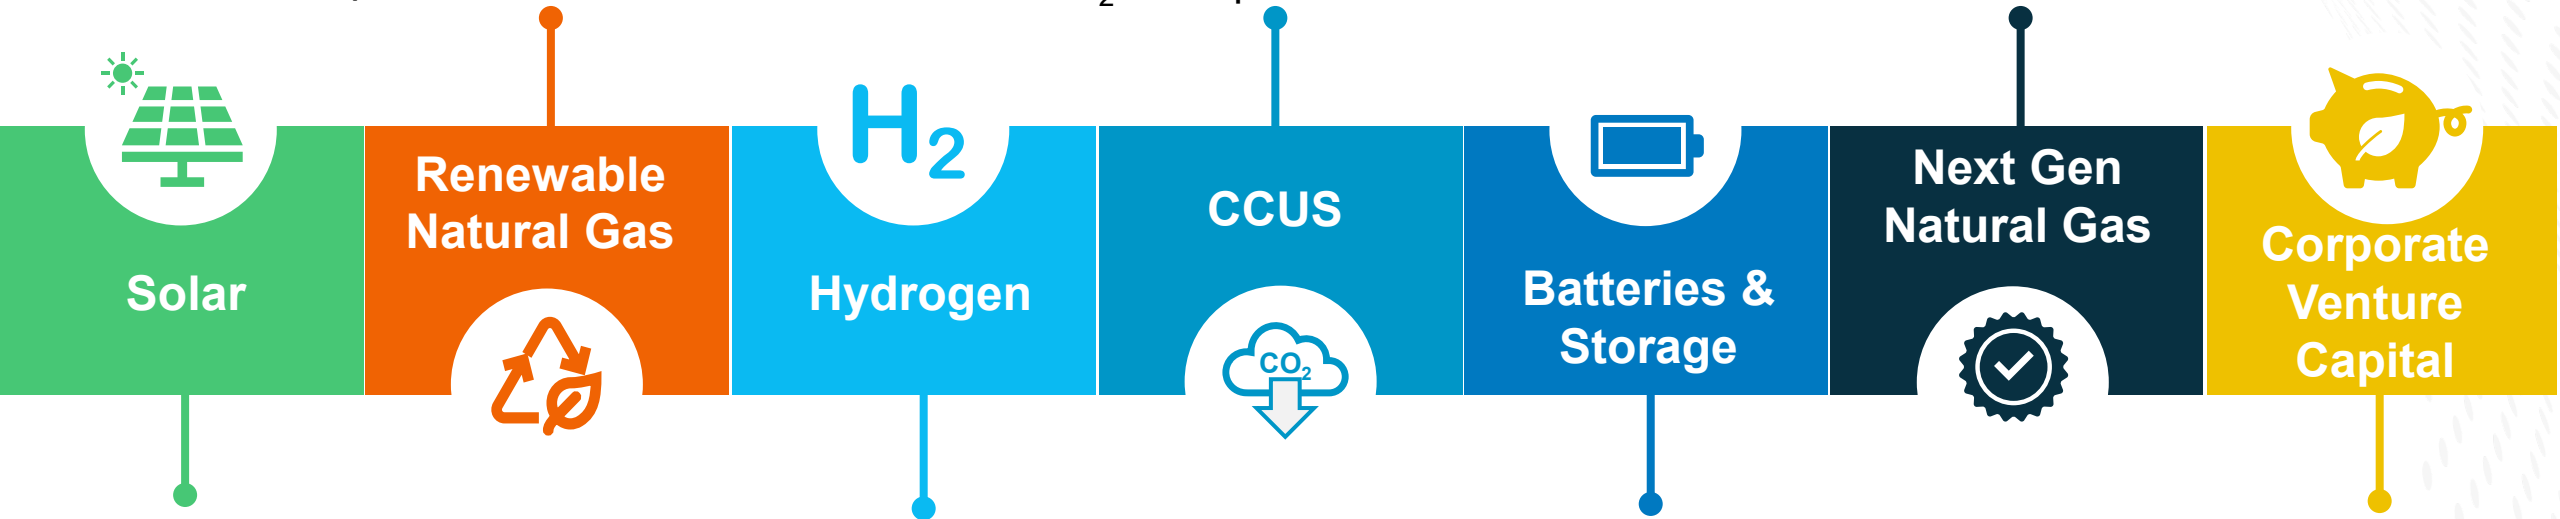 Solar
Renewable
Natural Gas
H2
Hydrogen
CCUS
CO2
Batteries &
Storage
Next Gen
Natural Gas
Corporate
Venture
Capital